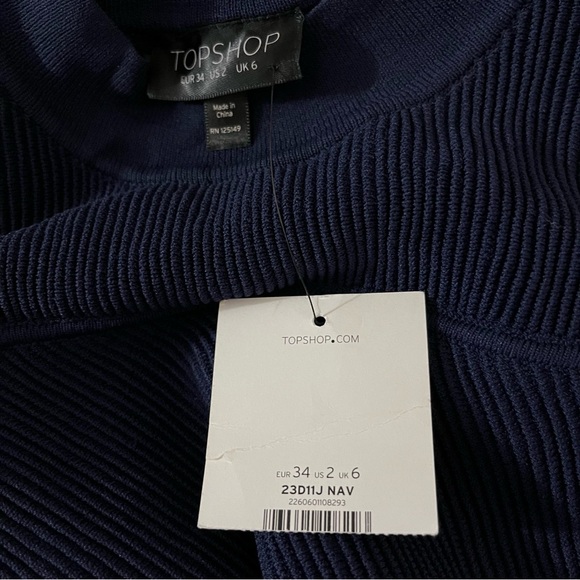 TOPSHOP
EUR 34 US 2 UK 6
Made in
China
RN 125149
TOPSHOP.COM
EUR 34 US 2 UK 6
23D11J NAV
2260601108293